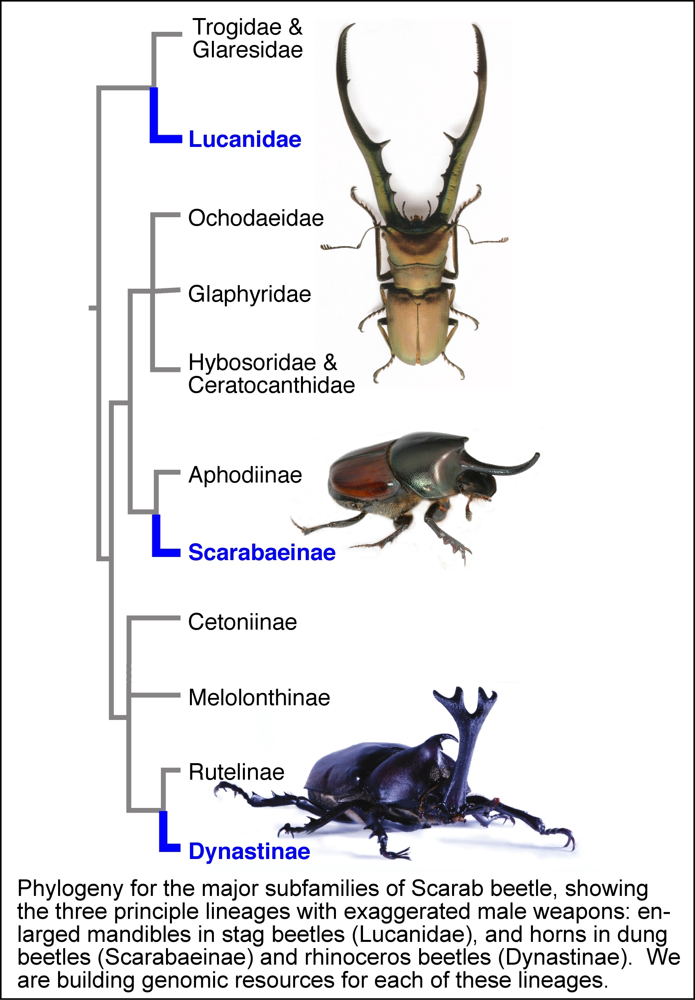 Trogidae &
Glaresidae
Lucanidae
Ochodaeidae
Glaphyridae
Hybosoridae &
Ceratocanthidae
Aphodiinae
Scarabaeinae
Cetoniinae
Melolonthinae
Rutelinae
Dynastinae
Phylogeny for the major subfamilies of Scarab beetle, showing
the three principle lineages with exaggerated male weapons: en-
larged mandibles in stag beetles (Lucanidae), and horns in dung
beetles (Scarabaeinae) and rhinoceros beetles (Dynastinae).  We
are building genomic resources for each of these lineages.